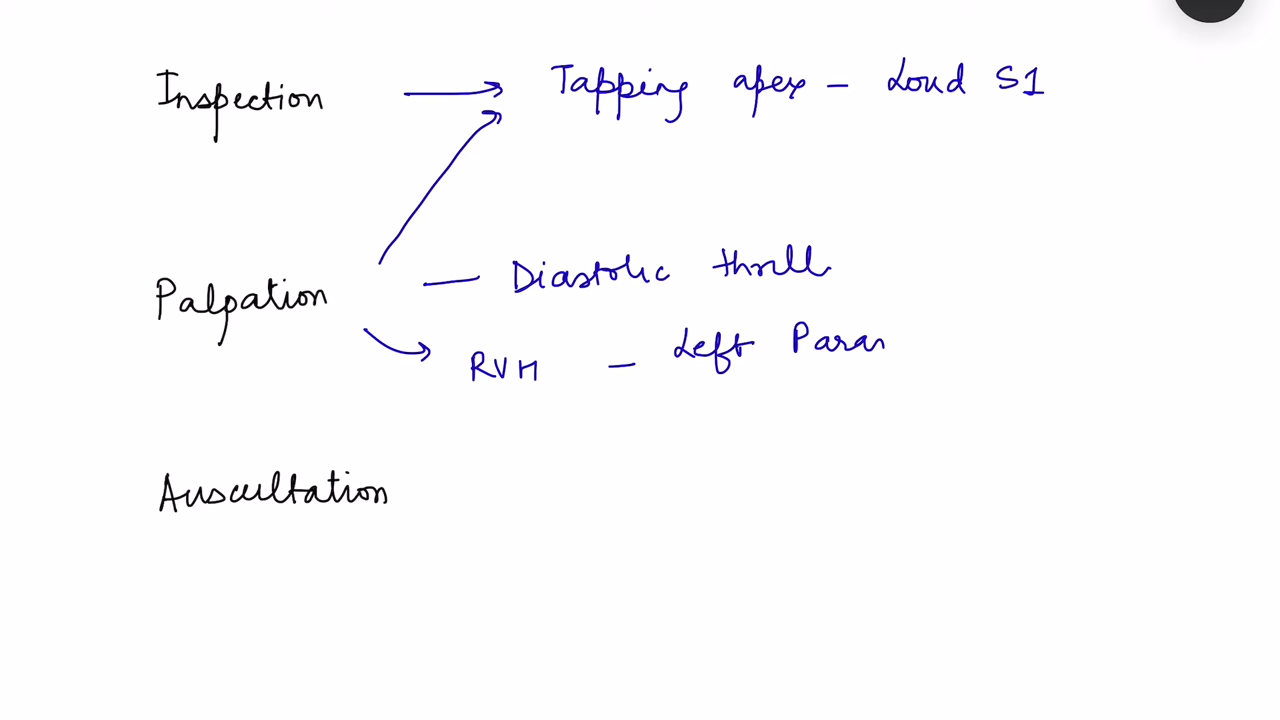 Inspection → Tapping apex - Loud S1
Palpation — Diastolic thrill
RVH - Left Paras
Auscultation